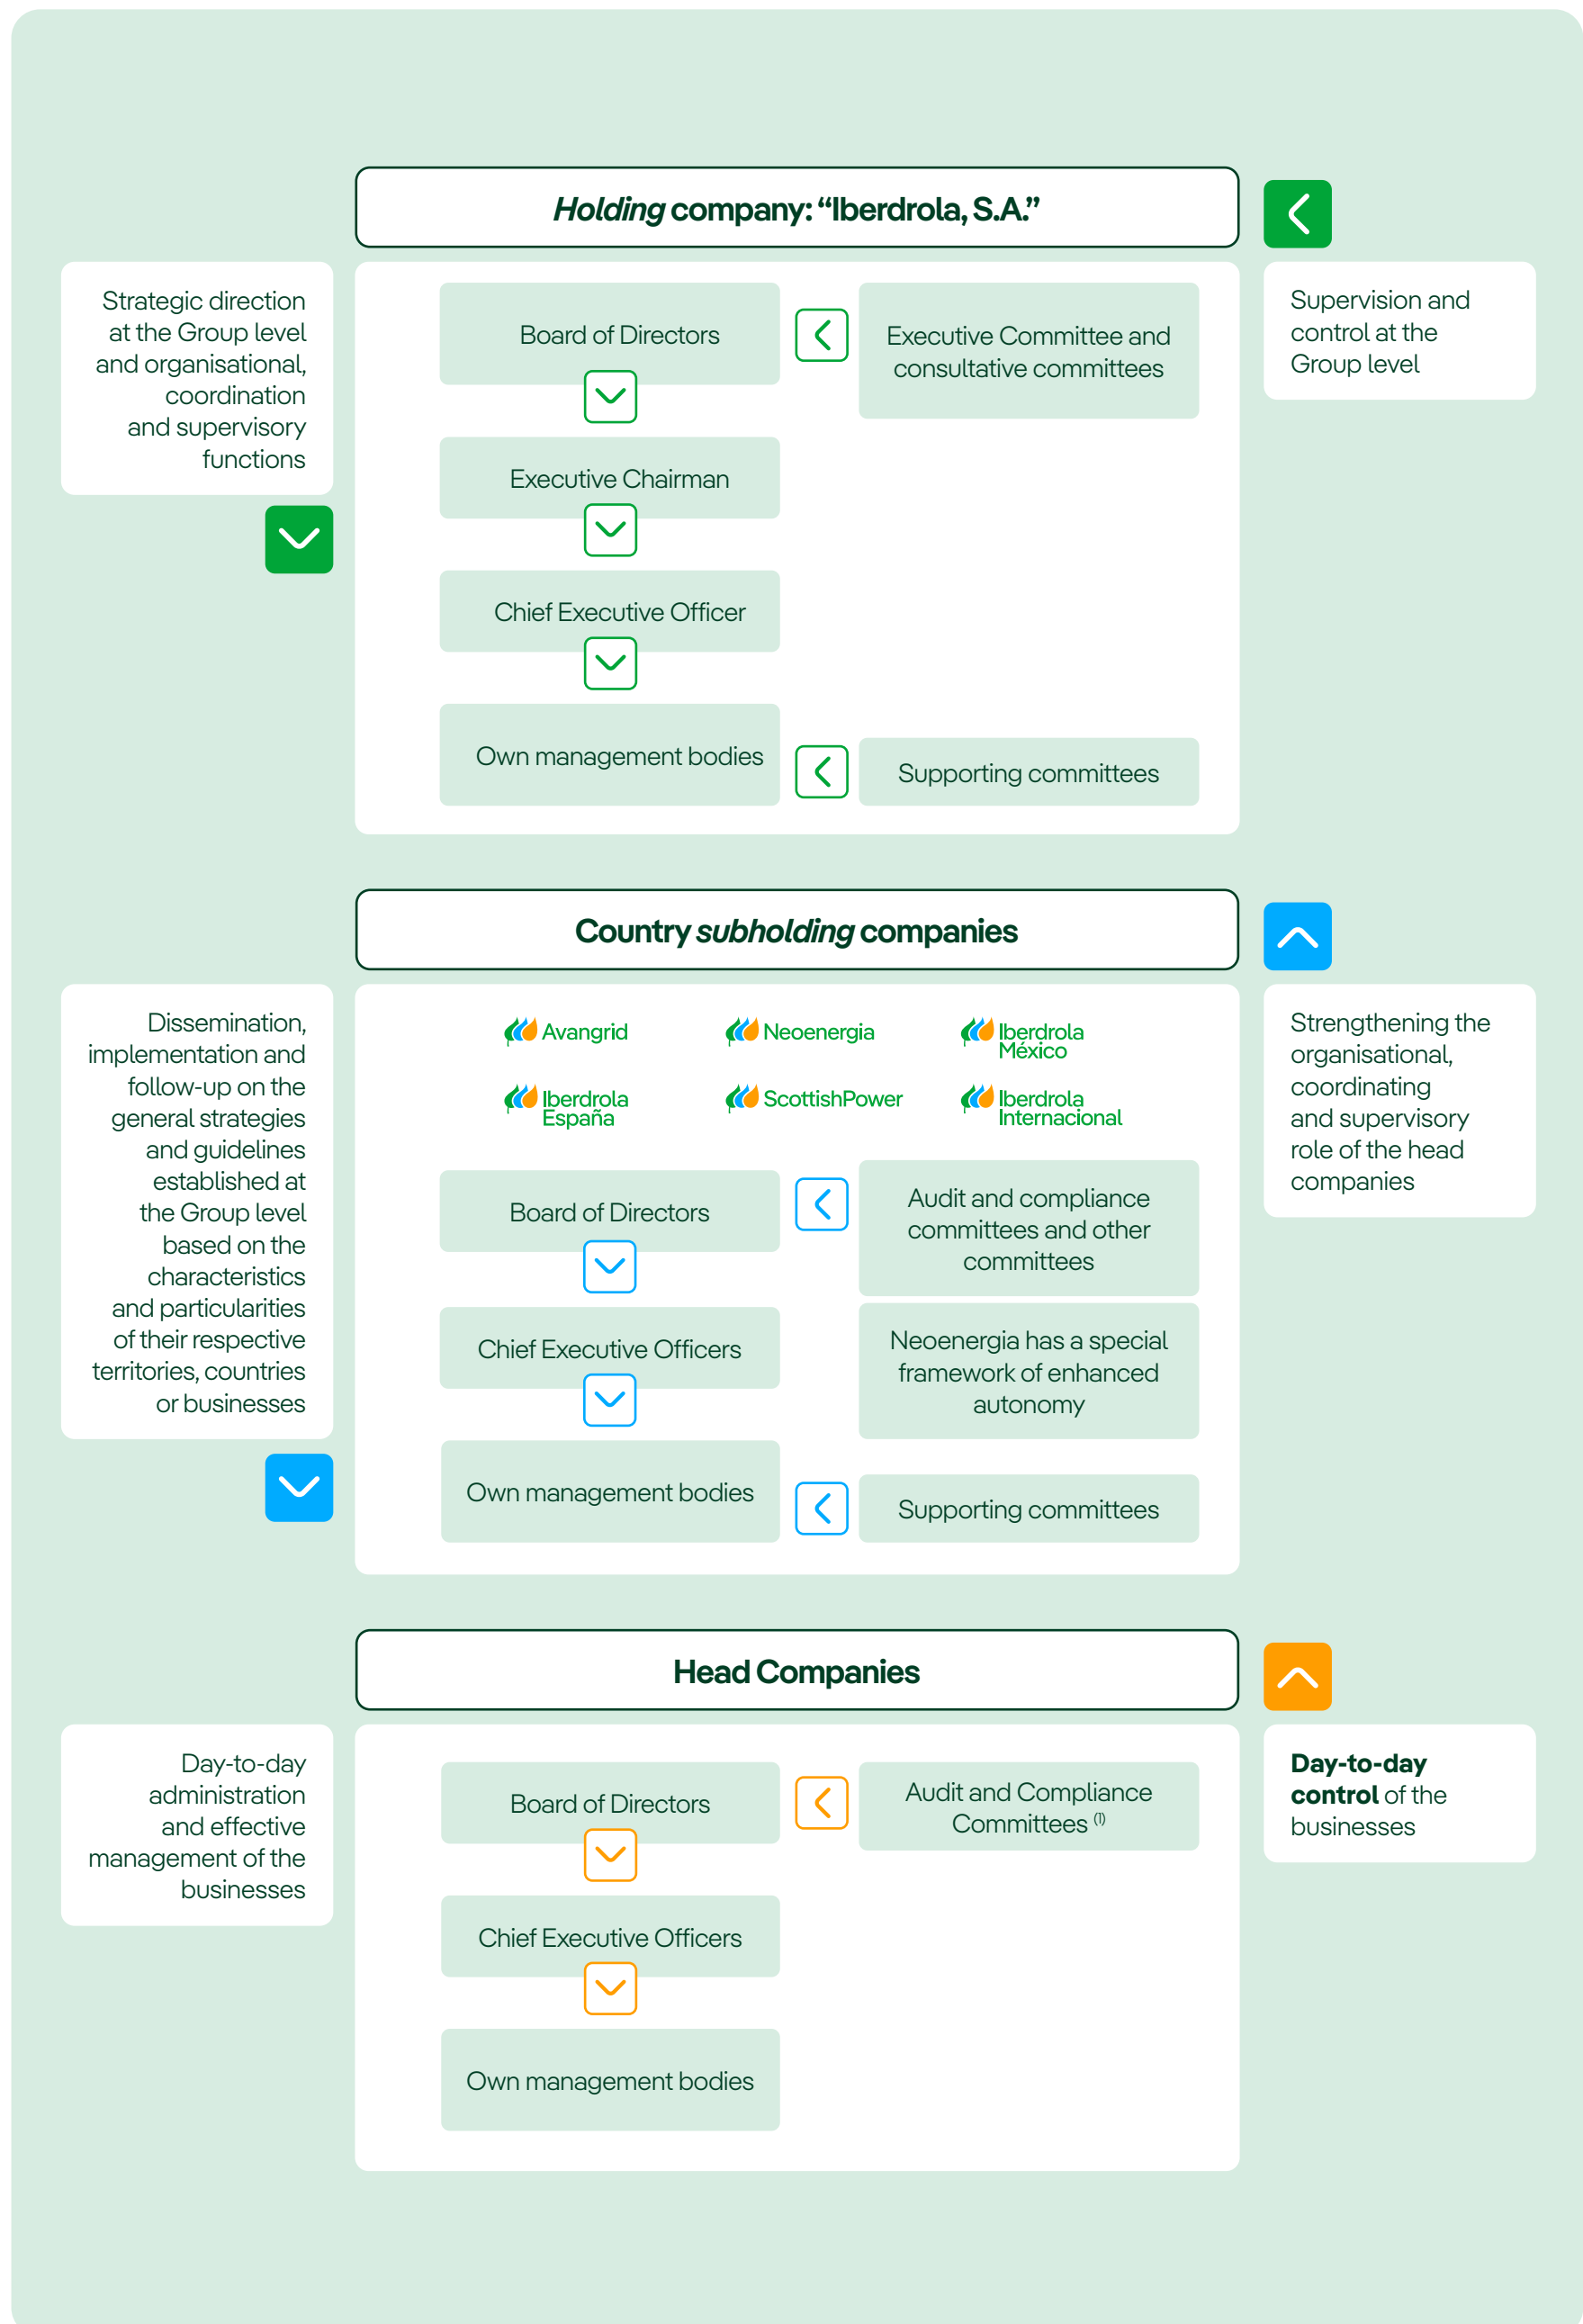 Holding company: “Iberdrola, S.A.”
Strategic direction
at the Group level
and organisational,
coordination
and supervisory
functions
Board of Directors
Executive Committee and
consultative committees
Supervision and
control at the
Group level
Executive Chairman
Chief Executive Officer
Own management bodies
Supporting committees
Country subholding companies
Dissemination,
implementation and
follow-up on the
general strategies
and guidelines
established at
the Group level
based on the
characteristics
and particularities
of their respective
territories, countries
or businesses
Avangrid
Neoenergia
Iberdrola
México
Iberdrola
España
ScottishPower
Iberdrola
Internacional
Strengthening the
organisational,
coordinating
and supervisory
role of the head
companies
Board of Directors
Audit and compliance
committees and other
committees
Chief Executive Officers
Neoenergia has a special
framework of enhanced
autonomy
Own management bodies
Supporting committees
Head Companies
Day-to-day
administration
and effective
management of the
businesses
Board of Directors
Audit and Compliance
Committees (1)
Day-to-day
control of the
businesses
Chief Executive Officers
Own management bodies